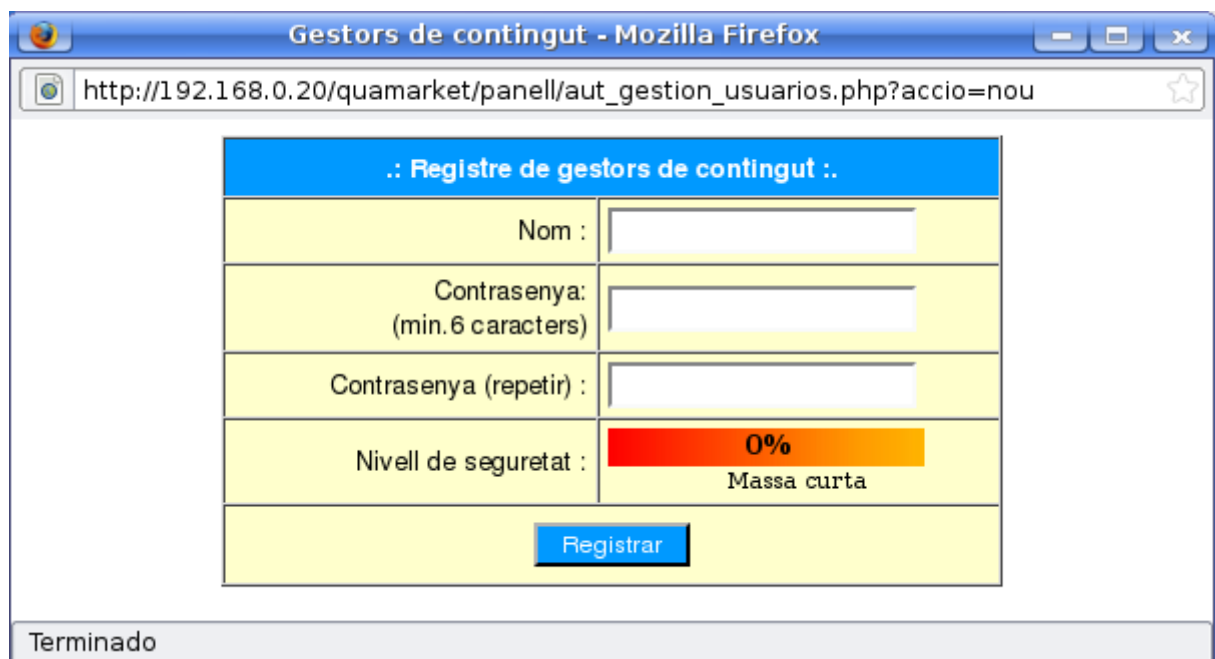 Gestors de contingut - Mozilla Firefox
http://192.168.0.20/quamarket/panell/aut_gestion_usuarios.php?accio=nou
.: Registre de gestors de contingut :.
Nom :
Contrasenya:
(min.6 caracters)
Contrasenya (repetir) :
Nivell de seguretat :
0%
Massa curta
Registrar
Terminado